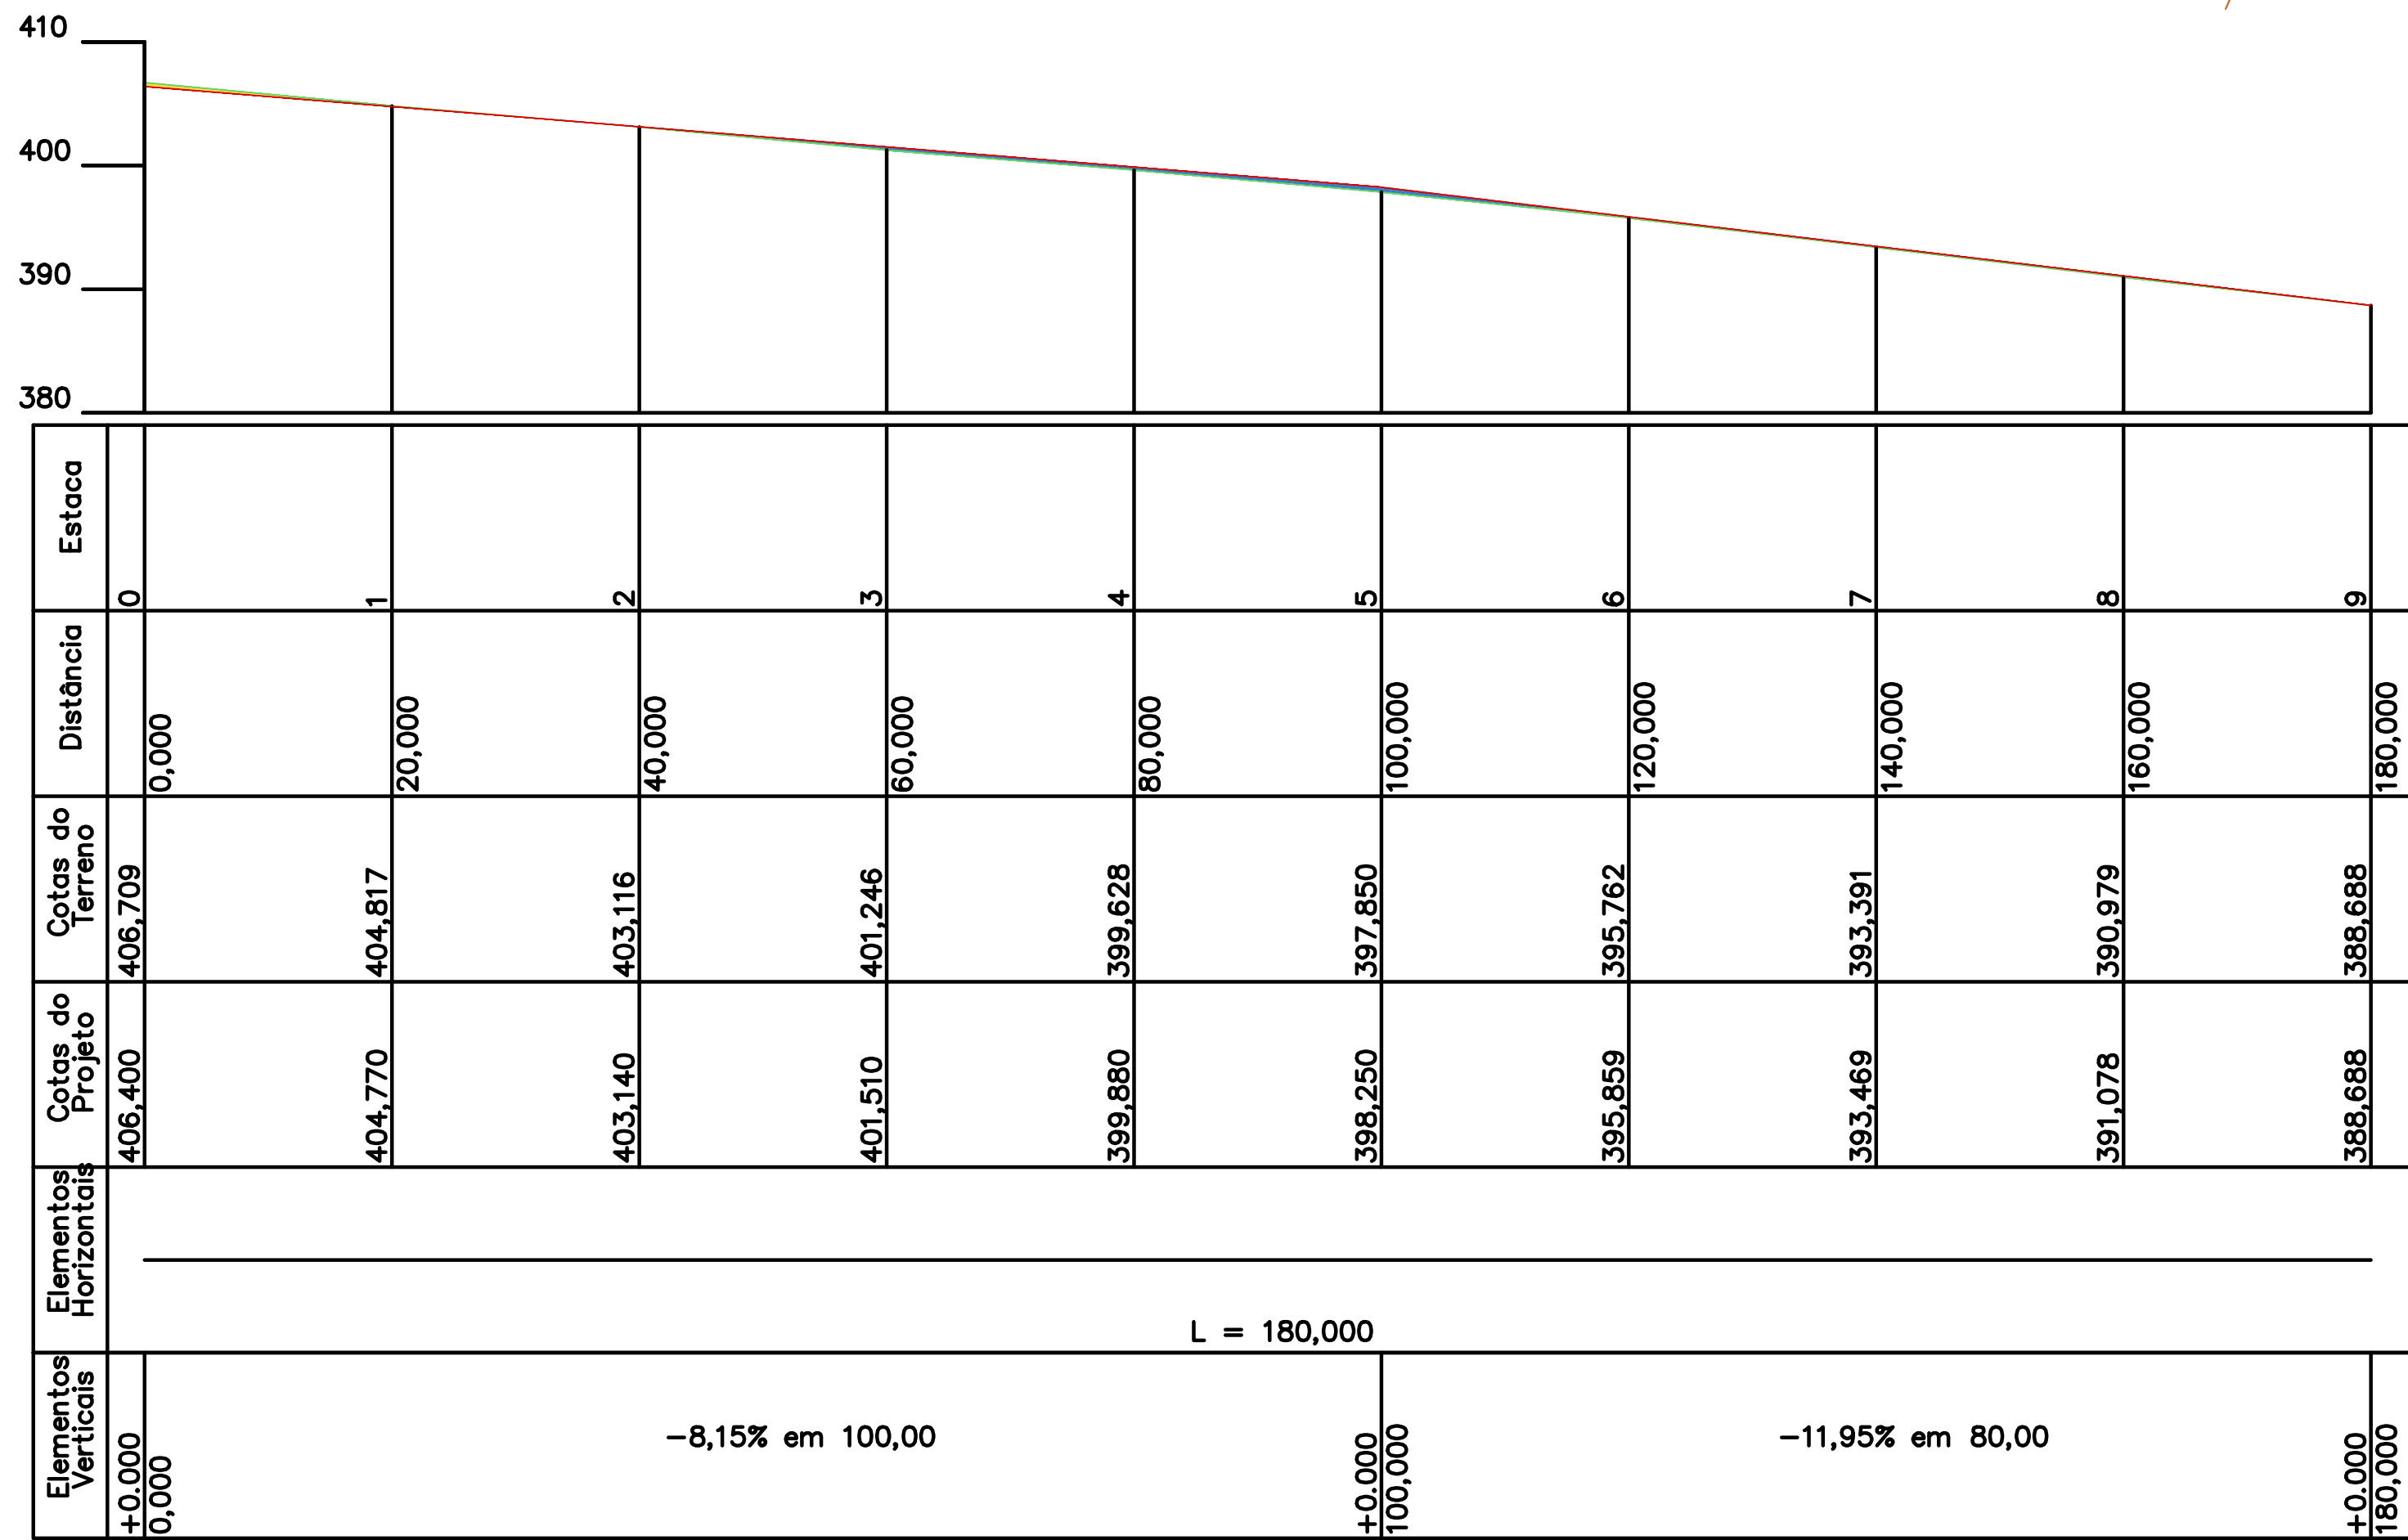 410
400
390
380
Estaca
0 1 2 3 4 5 6 7 8 9
Distância
0,000 20,000 40,000 60,000 80,000 100,000 120,000 140,000 160,000 180,000
Cotas do
Terreno
406,709 404,817 403,116 401,246 399,628 397,850 395,762 393,391 390,979 388,688
Cotas do
Projeto
406,400 404,770 403,140 401,510 399,880 398,250 395,859 393,469 391,078 388,688
Elementos
Horizontais
L = 180,000
Elementos
Verticais
+0.000
0,000
-8,15% em 100,00
+0.000
100,000
-11,95% em 80,00
+0.000
180,000